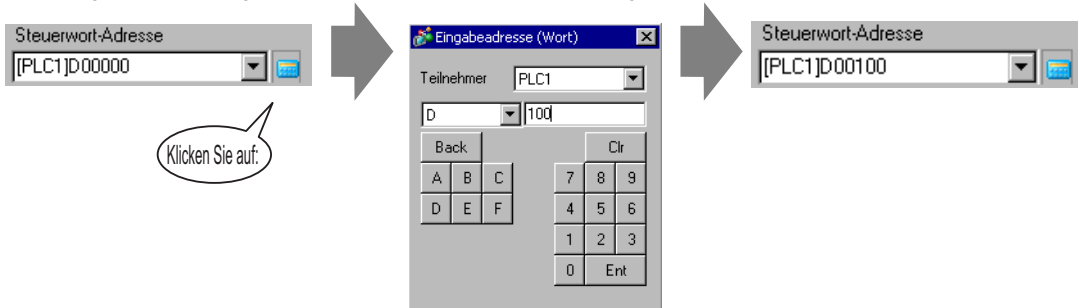 Steuerwort-Adresse
[PLC1]D00000
Klicken Sie auf:
Eingabeadresse (Wort)
Teilnehmer PLC1
D 100
Back Clr
A B C 7 8 9
D E F 4 5 6
1 2 3
0 Ent
Steuerwort-Adresse
[PLC1]D00100